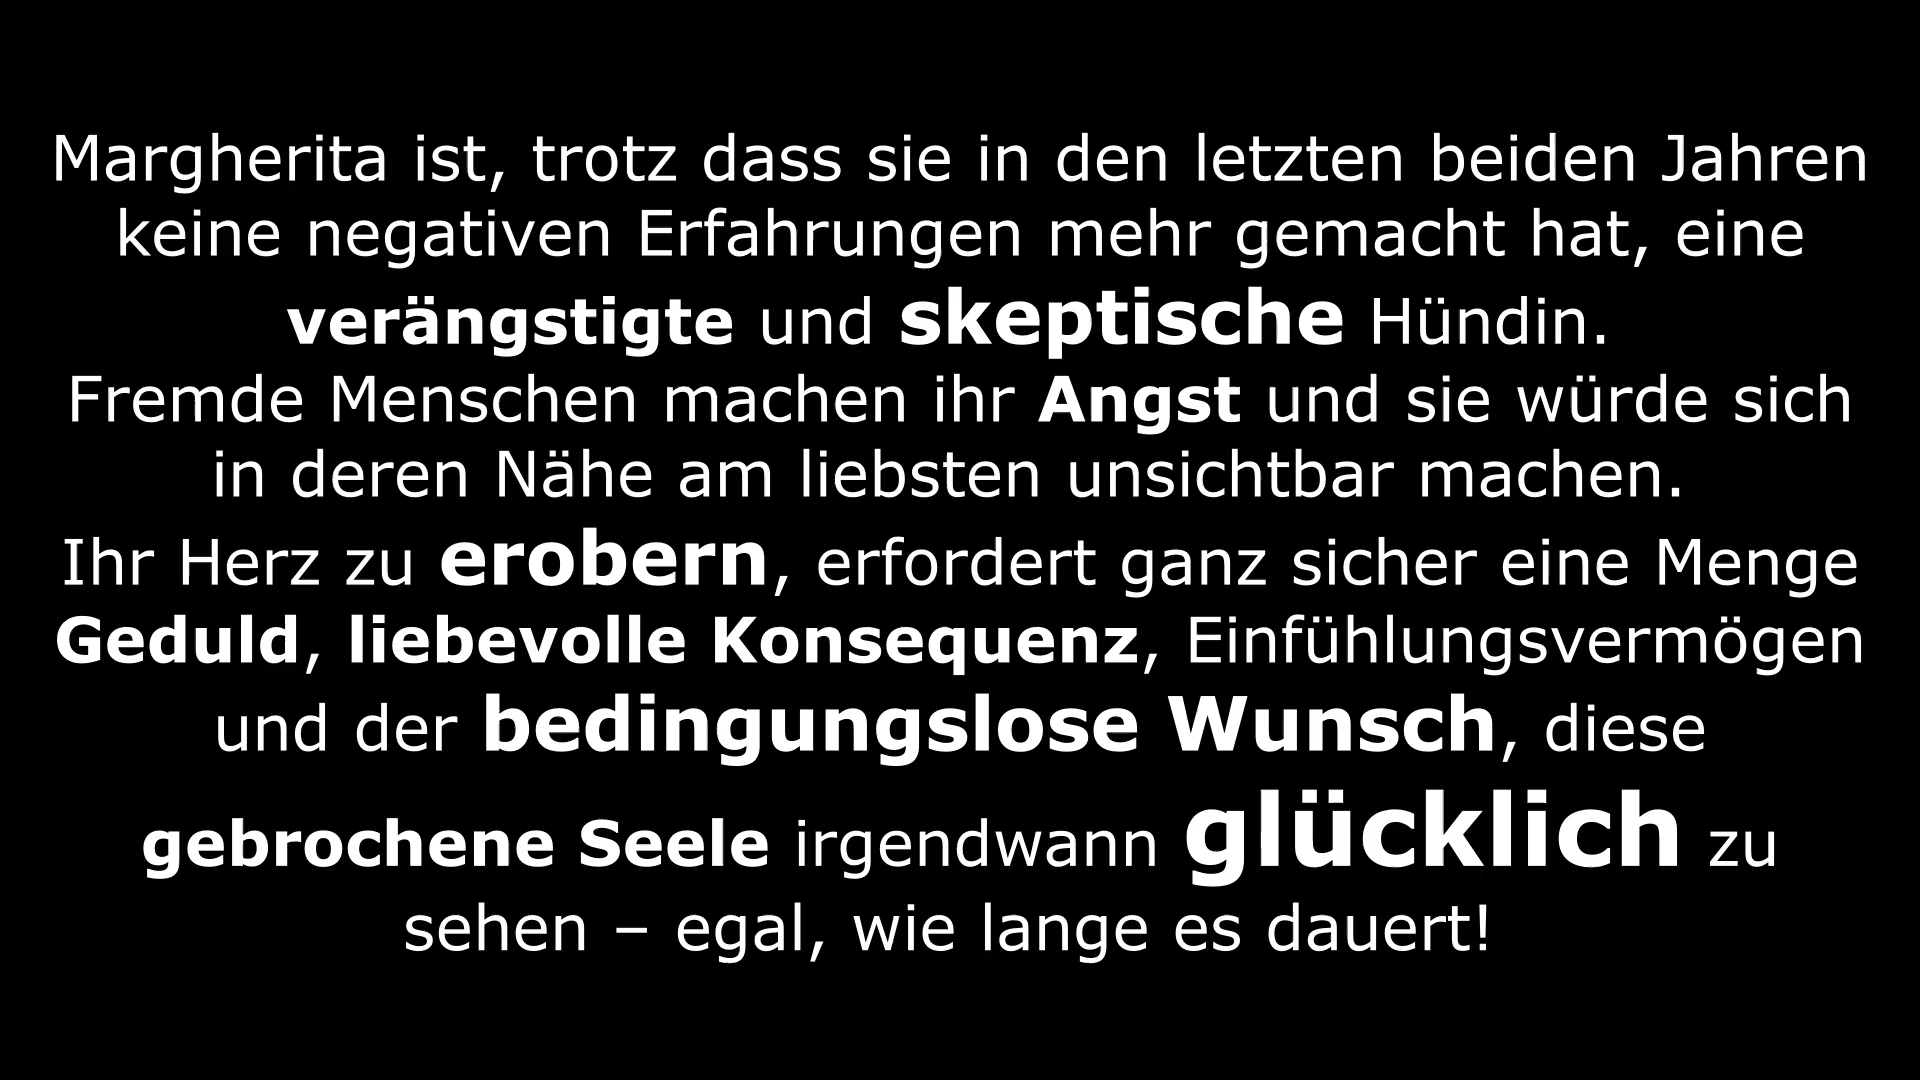 Margherita ist, trotz dass sie in den letzten beiden Jahren
keine negativen Erfahrungen mehr gemacht hat, eine
verängstigte und skeptische Hündin.
Fremde Menschen machen ihr Angst und sie würde sich
in deren Nähe am liebsten unsichtbar machen.
Ihr Herz zu erobern, erfordert ganz sicher eine Menge
Geduld, liebevolle Konsequenz, Einfühlungsvermögen
und der bedingungslose Wunsch, diese
gebrochene Seele irgendwann glücklich zu
sehen – egal, wie lange es dauert!